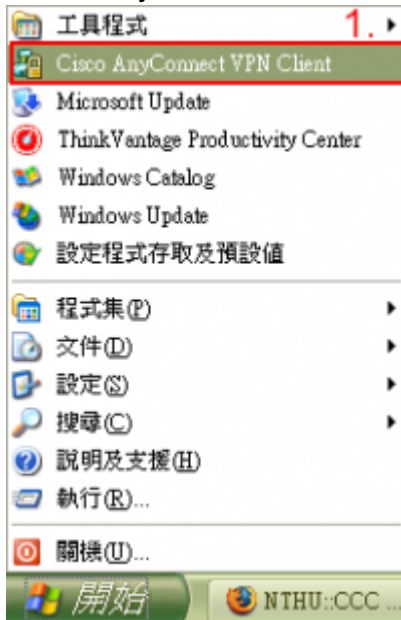 工具程式 1.
Cisco AnyConnect VPN Client
Microsoft Update
ThinkVantage Productivity Center
Windows Catalog
Windows Update
設定程式存取及預設值
程式集(P)
文件(D)
設定(S)
搜尋(C)
說明及支援(H)
執行(R)...
關機(U)...
開始 NTHU::CCC ...